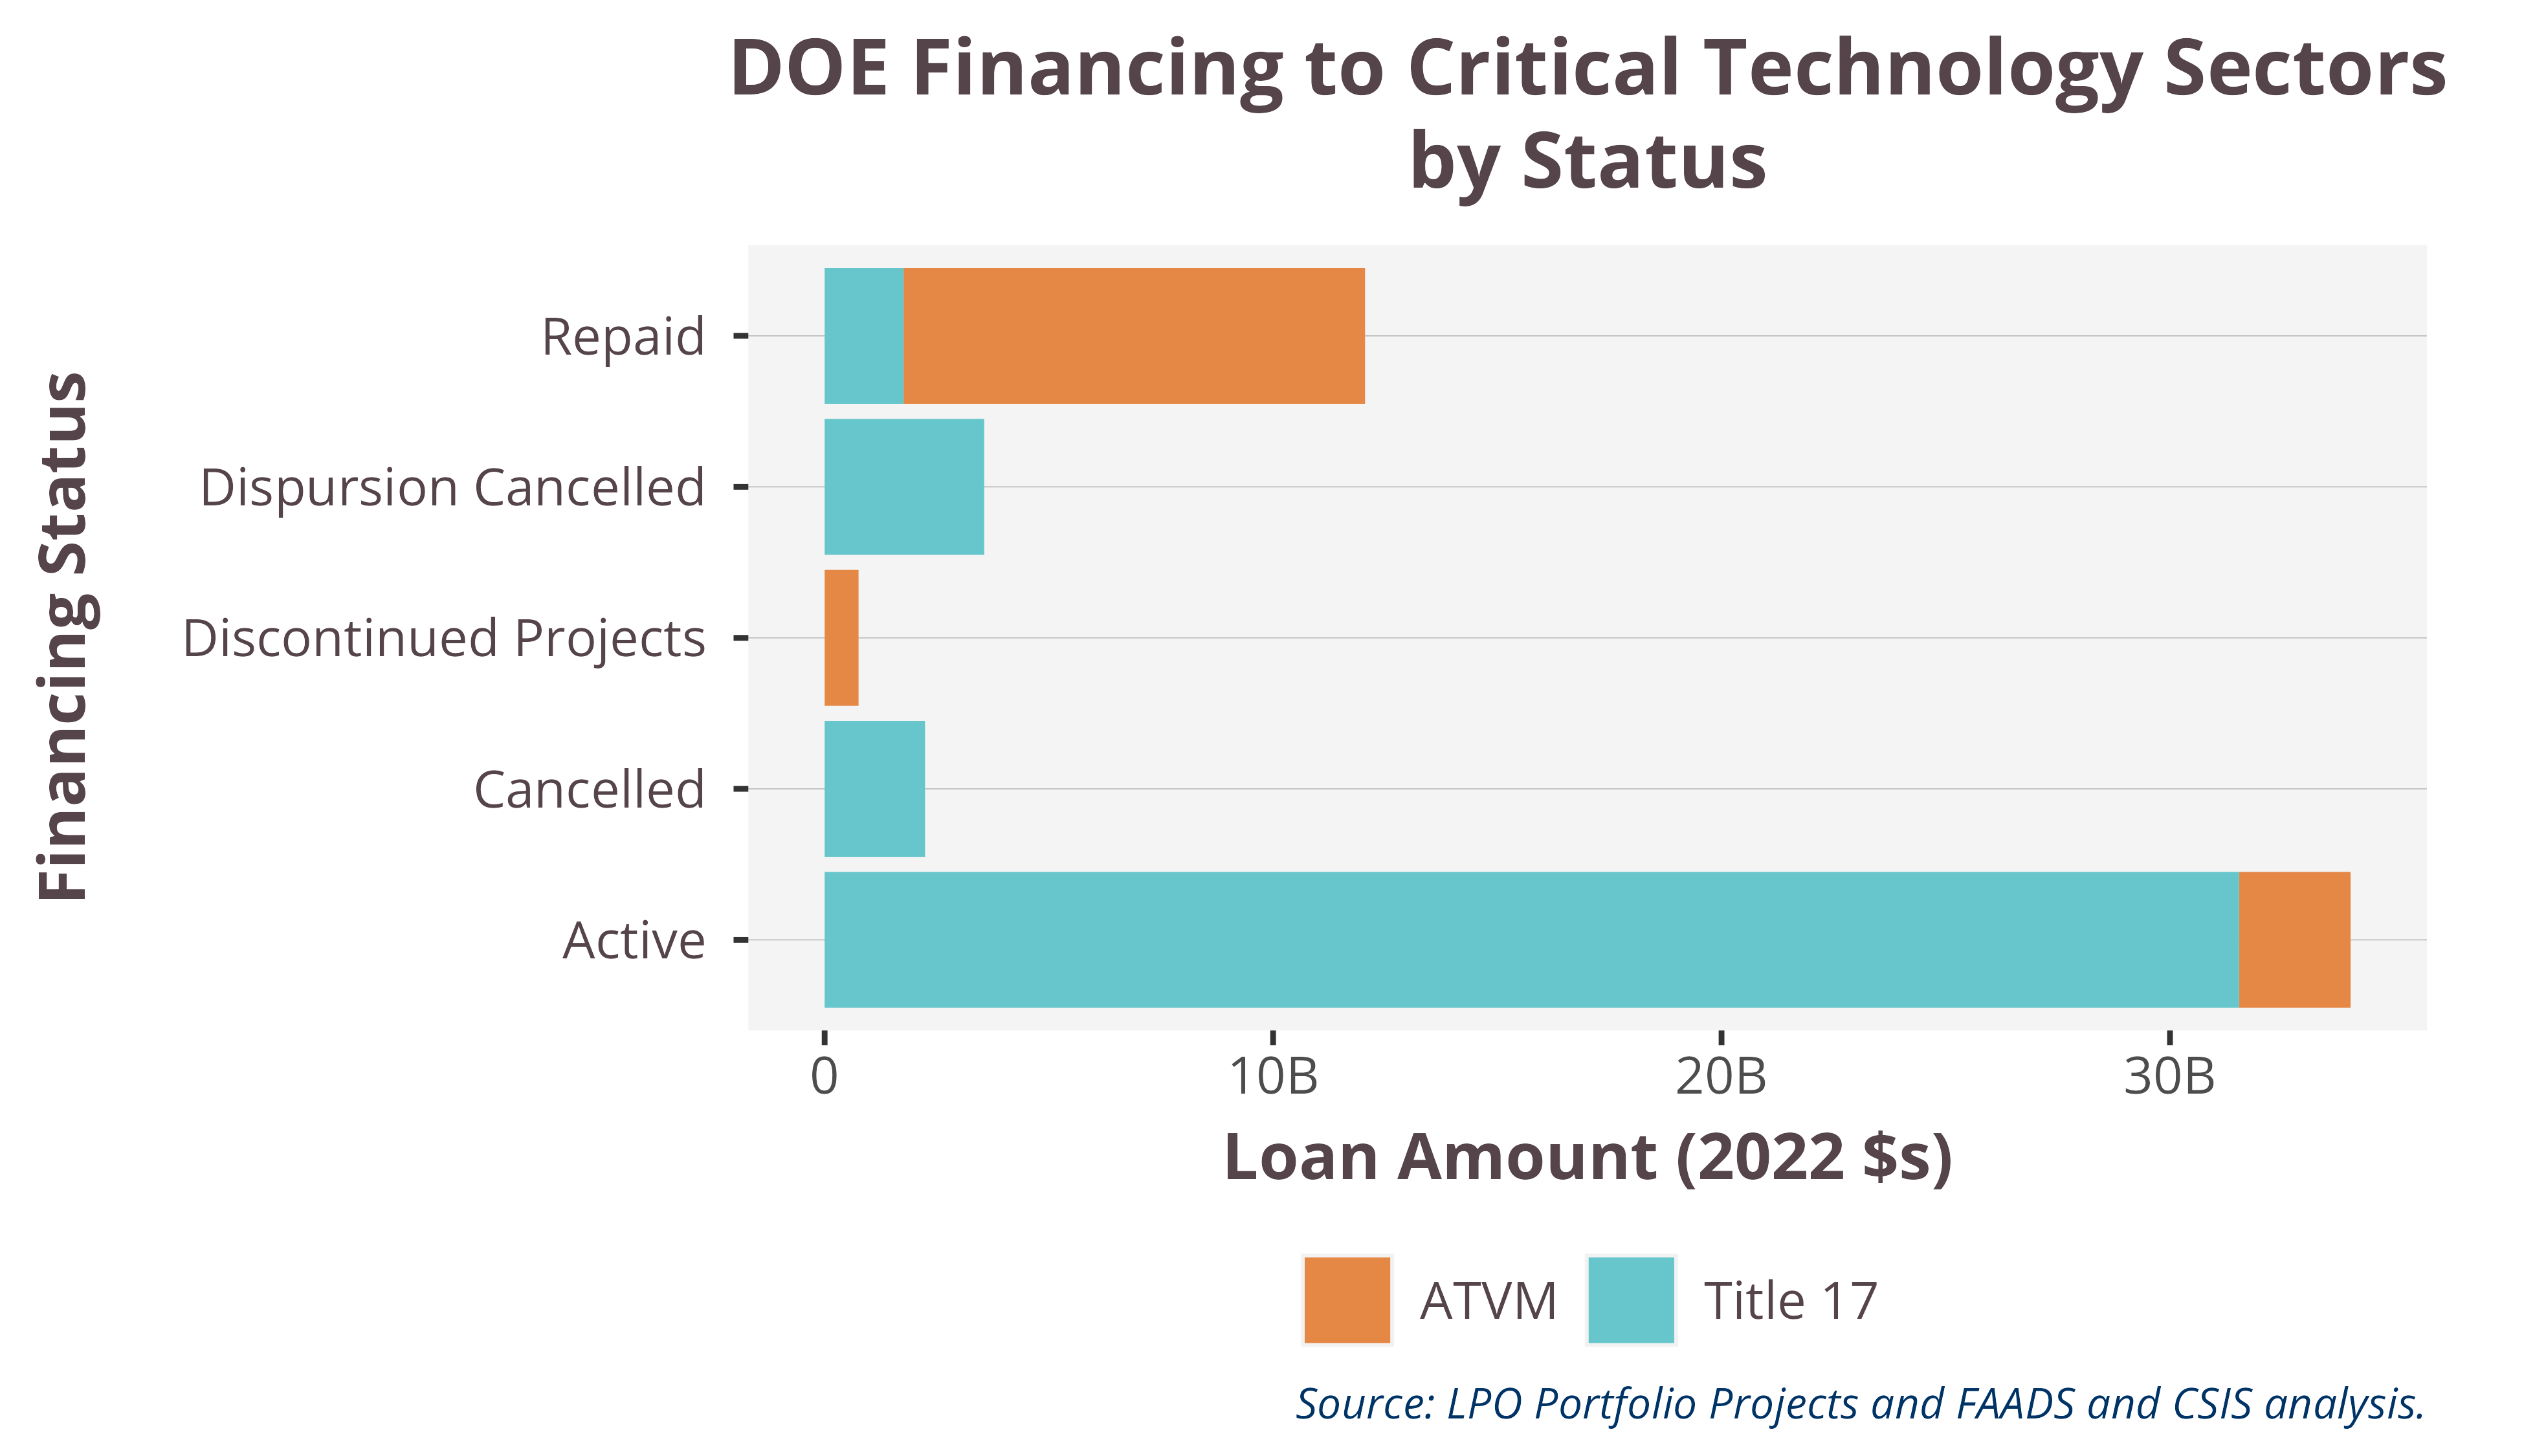 DOE Financing to Critical Technology Sectors
by Status
Financing Status
Repaid
Dispursion Cancelled
Discontinued Projects
Cancelled
Active
0
10B
20B
30B
Loan Amount (2022 $s)
ATVM
Title 17
Source: LPO Portfolio Projects and FAADS and CSIS analysis.